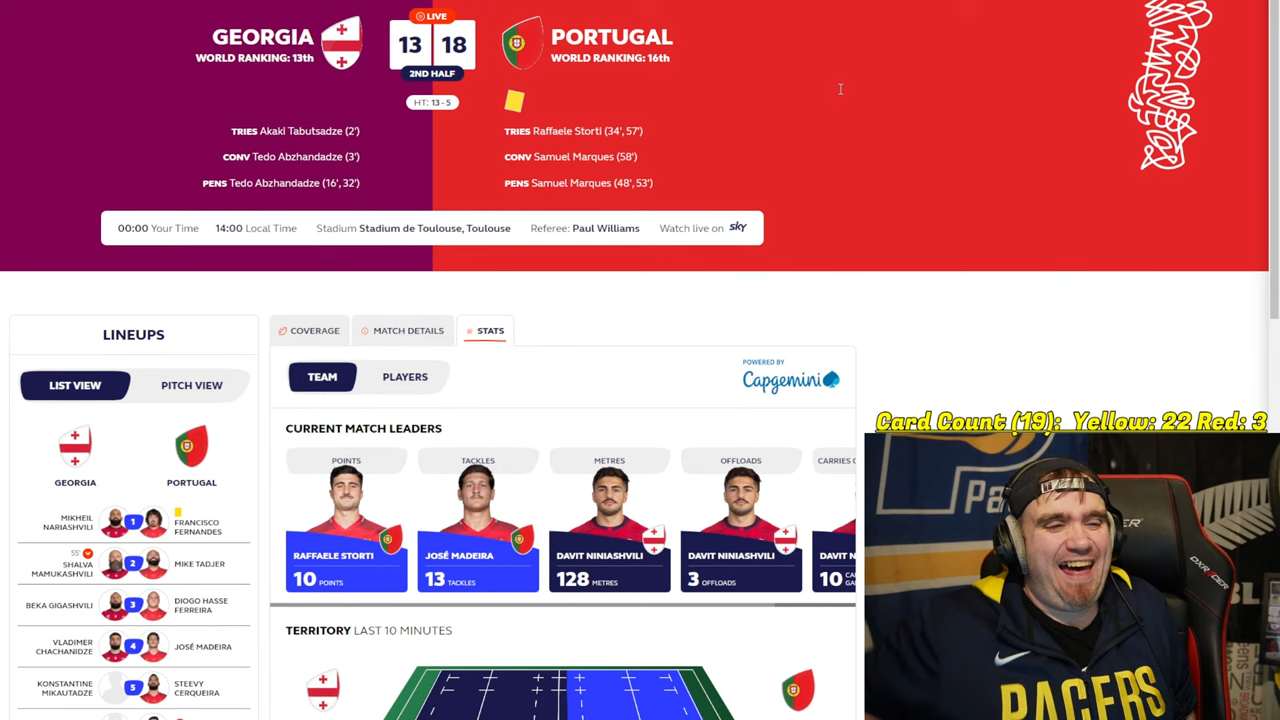 LIVE
GEORGIA
WORLD RANKING: 13th
13 18
PORTUGAL
WORLD RANKING: 16th
2ND HALF
HT: 13 - 5
TRIES Akaki Tabutsadze (2')
CONV Tedo Abzhandadze (3')
PENS Tedo Abzhandadze (16', 32')
TRIES Raffaele Storti (34', 57')
CONV Samuel Marques (58')
PENS Samuel Marques (48', 53')
00:00 Your Time 14:00 Local Time Stadium Stadium de Toulouse, Toulouse Referee: Paul Williams Watch live on sky
LINEUPS
LIST VIEW PITCH VIEW
GEORGIA PORTUGAL
MIKHEIL NARIASHVILI 1 FRANCISCO FERNANDES
55' SHALVA MAMUKASHVILI 2 MIKE TADJER
BEKA GIGASHVILI 3 DIOGO HASSE FERREIRA
VLADIMER CHACHANIDZE 4 JOSÉ MADEIRA
KONSTANTINE MIKAUTADZE 5 STEEVY CERQUEIRA
COVERAGE MATCH DETAILS STATS
TEAM PLAYERS
POWERED BY
Capgemini
CURRENT MATCH LEADERS
POINTS TACKLES METRES OFFLOADS CARRIES
RAFFAELE STORTI
10 POINTS
JOSÉ MADEIRA
13 TACKLES
DAVIT NINIASHVILI
128 METRES
DAVIT NINIASHVILI
3 OFFLOADS
10
TERRITORY LAST 10 MINUTES
Card Count (19): Yellow: 22 Red: 3
DXRACER
PACERS